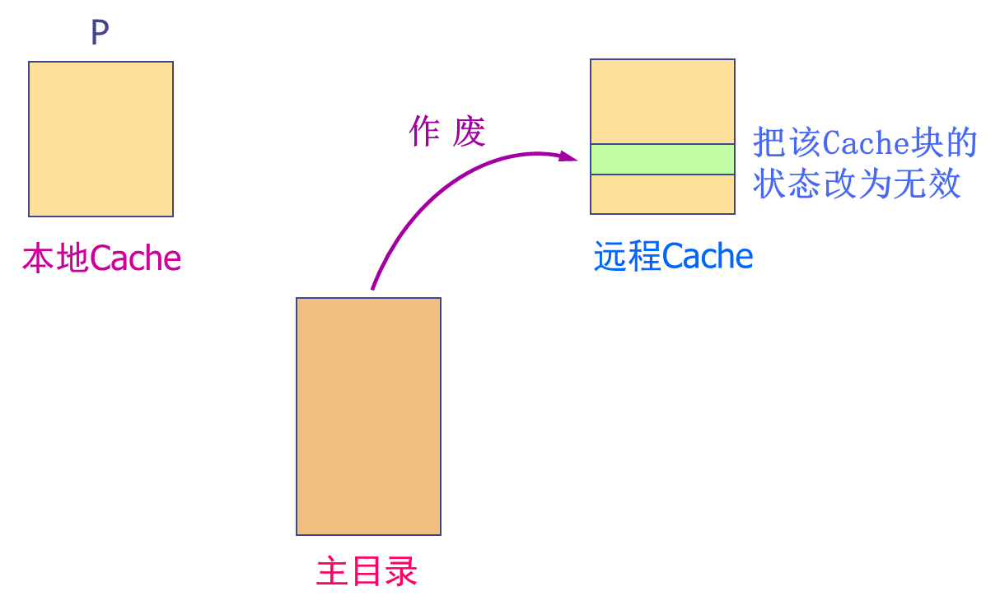 P
作 废
把该Cache块的
状态改为无效
本地Cache
远程Cache
主目录